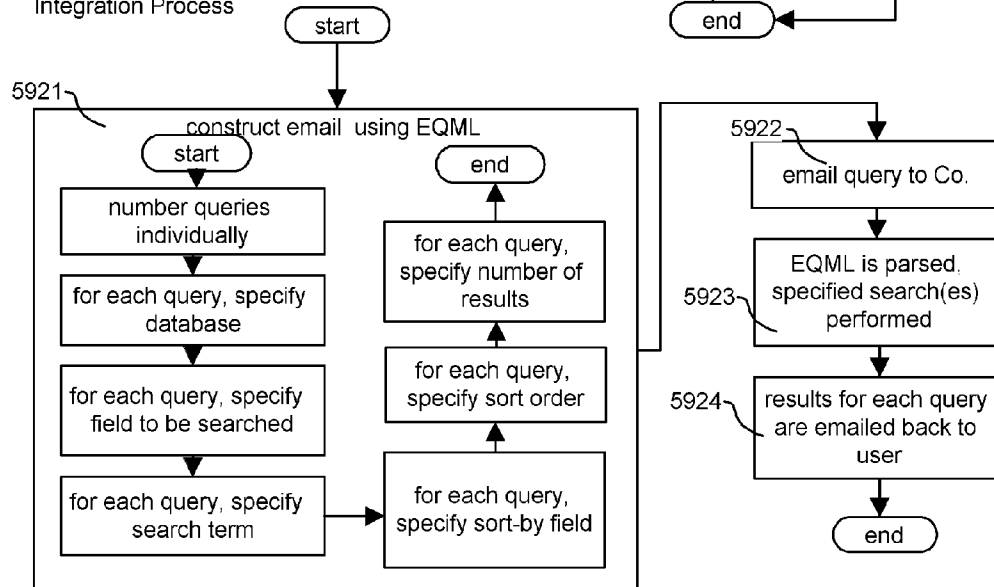 Integration Process
start
end
5921
construct email using EQML
start
number queries
individually
for each query, specify
database
for each query, specify
field to be searched
for each query, specify
search term
for each query,
specify sort-by field
for each query,
specify sort order
for each query,
specify number of
results
end
5922
email query to Co.
5923
EQML is parsed,
specified search(es)
performed
5924
results for each query
are emailed back to
user
end